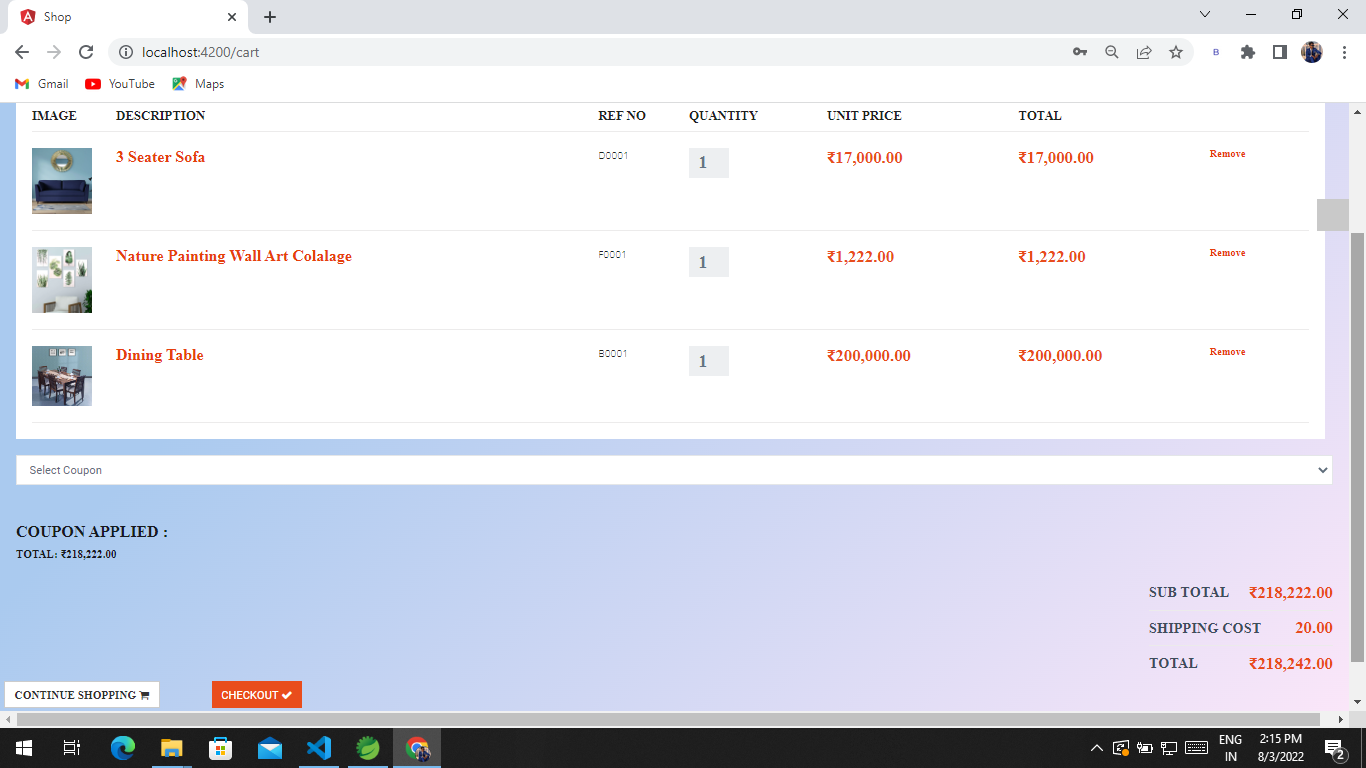 Shop
localhost:4200/cart
B
Gmail YouTube Maps
IMAGE DESCRIPTION REF NO QUANTITY UNIT PRICE TOTAL
3 Seater Sofa D0001 1 ₹17,000.00 ₹17,000.00 Remove
Nature Painting Wall Art Colalage F0001 1 ₹1,222.00 ₹1,222.00 Remove
Dining Table B0001 1 ₹200,000.00 ₹200,000.00 Remove
Select Coupon
COUPON APPLIED :
TOTAL: ₹218,222.00
SUB TOTAL ₹218,222.00
SHIPPING COST 20.00
TOTAL ₹218,242.00
CONTINUE SHOPPING CHECKOUT
ENG 2:15 PM
IN 8/3/2022 2